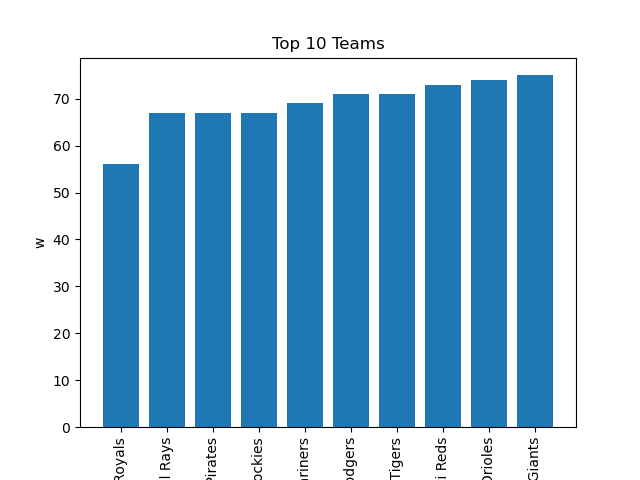 Top 10 Teams
w
70
60
50
40
30
20
10
0
Royals
l Rays
Pirates
ockies
ariners
odgers
Tigers
i Reds
Orioles
Giants